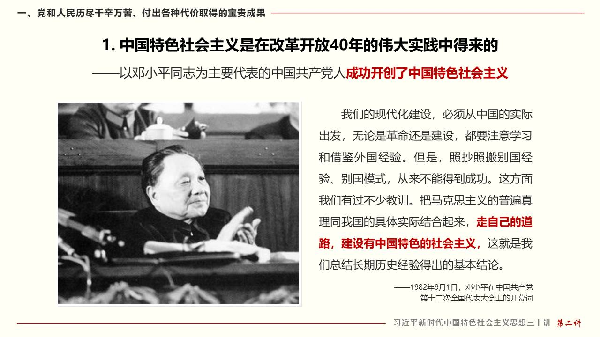 一、党和人民历尽千辛万苦、付出各种代价取得的宝贵成果
1. 中国特色社会主义是在改革开放40年的伟大实践中得来的
——以邓小平同志为主要代表的中国共产党人成功开创了中国特色社会主义
我们的现代化建设，必须从中国的实际
出发，无论是革命还是建设，都要注意学习
和借鉴外国经验。但是，照抄照搬别国经
验、别国模式，从来不能得到成功。这方面
我们有过不少教训。把马克思主义的普遍真
理同我国的具体实际结合起来，走自己的道
路，建设有中国特色的社会主义，这就是我
们总结长期历史经验得出的基本结论。
——1982年9月1日，邓小平在中国共产党
第十二次全国代表大会上的开幕词
习近平新时代中国特色社会主义思想三十讲 第二讲